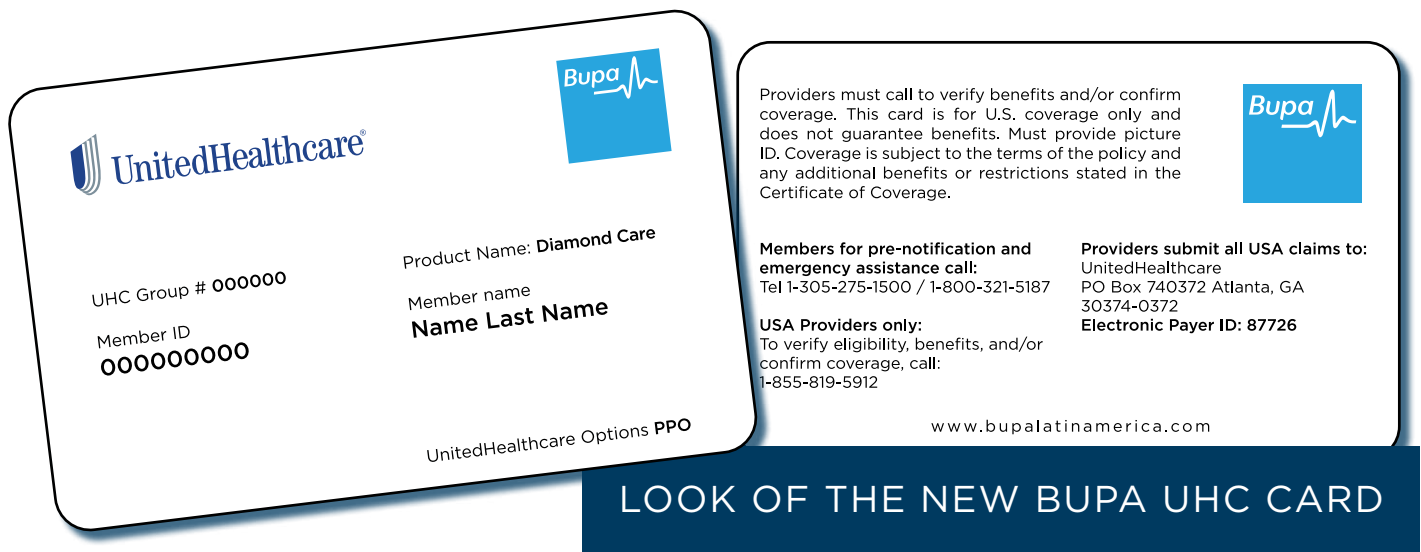 UnitedHealthcare®
Bupa
UHC Group # 000000
Member ID
000000000
Product Name: Diamond Care
Member name
Name Last Name
UnitedHealthcare Options PPO
Providers must call to verify benefits and/or confirm
coverage. This card is for U.S. coverage only and
does not guarantee benefits. Must provide picture
ID. Coverage is subject to the terms of the policy and
any additional benefits or restrictions stated in the
Certificate of Coverage.
Bupa
Members for pre-notification and
emergency assistance call:
Tel 1-305-275-1500 / 1-800-321-5187
USA Providers only:
To verify eligibility, benefits, and/or
confirm coverage, call:
1-855-819-5912
Providers submit all USA claims to:
UnitedHealthcare
PO Box 740372 Atlanta, GA
30374-0372
Electronic Payer ID: 87726
www.bupalatinamerica.com
LOOK OF THE NEW BUPA UHC CARD